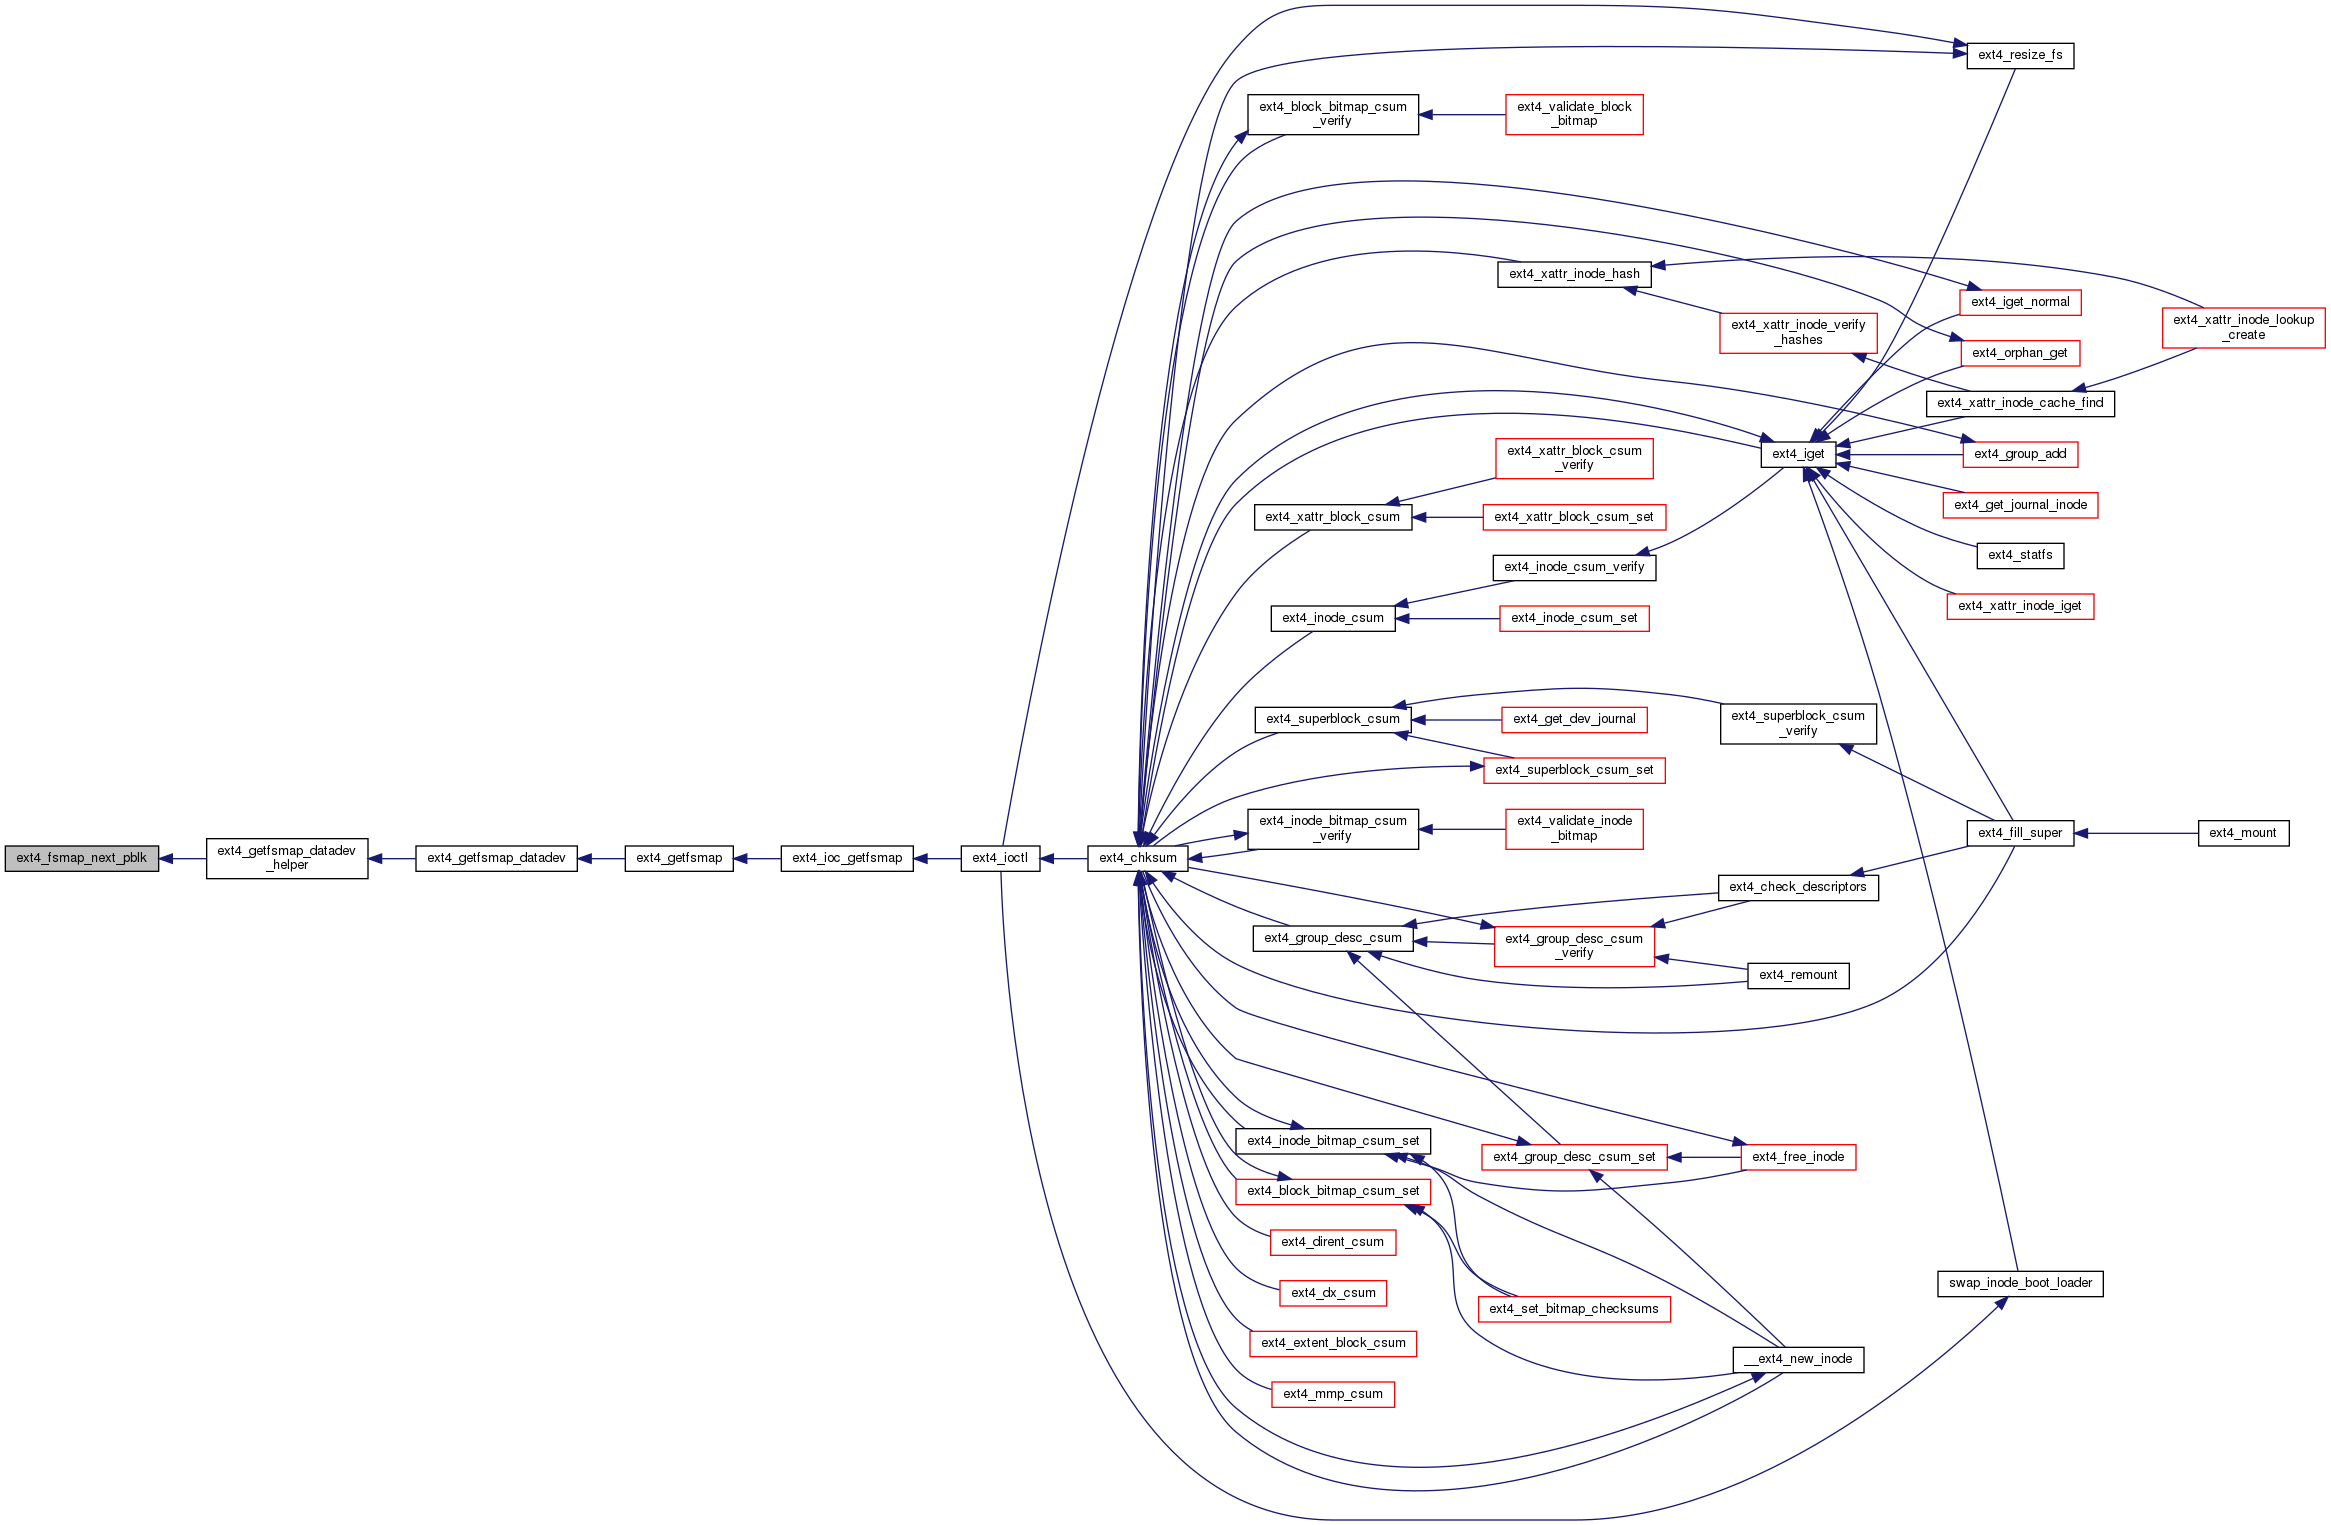 ext4_resize_fs
ext4_block_bitmap_csum
_verify
ext4_validate_block
_bitmap
ext4_xattr_inode_hash
ext4_iget_normal
ext4_xattr_inode_lookup
_create
ext4_xattr_inode_verify
_hashes
ext4_orphan_get
ext4_xattr_inode_cache_find
ext4_iget
ext4_group_add
ext4_xattr_block_csum
_verify
ext4_get_journal_inode
ext4_xattr_block_csum
ext4_xattr_block_csum_set
ext4_statfs
ext4_inode_csum_verify
ext4_xattr_inode_iget
ext4_inode_csum
ext4_inode_csum_set
ext4_superblock_csum
ext4_get_dev_journal
ext4_superblock_csum
_verify
ext4_superblock_csum_set
ext4_inode_bitmap_csum
_verify
ext4_validate_inode
_bitmap
ext4_fill_super
ext4_mount
ext4_fsmap_next_pblk
ext4_getfsmap_datadev
_helper
ext4_getfsmap_datadev
ext4_getfsmap
ext4_ioc_getfsmap
ext4_ioctl
ext4_chksum
ext4_check_descriptors
ext4_group_desc_csum
ext4_group_desc_csum
_verify
ext4_remount
ext4_inode_bitmap_csum_set
ext4_group_desc_csum_set
ext4_free_inode
ext4_block_bitmap_csum_set
ext4_dirent_csum
swap_inode_boot_loader
ext4_dx_csum
ext4_set_bitmap_checksums
ext4_extent_block_csum
__ext4_new_inode
ext4_mmp_csum